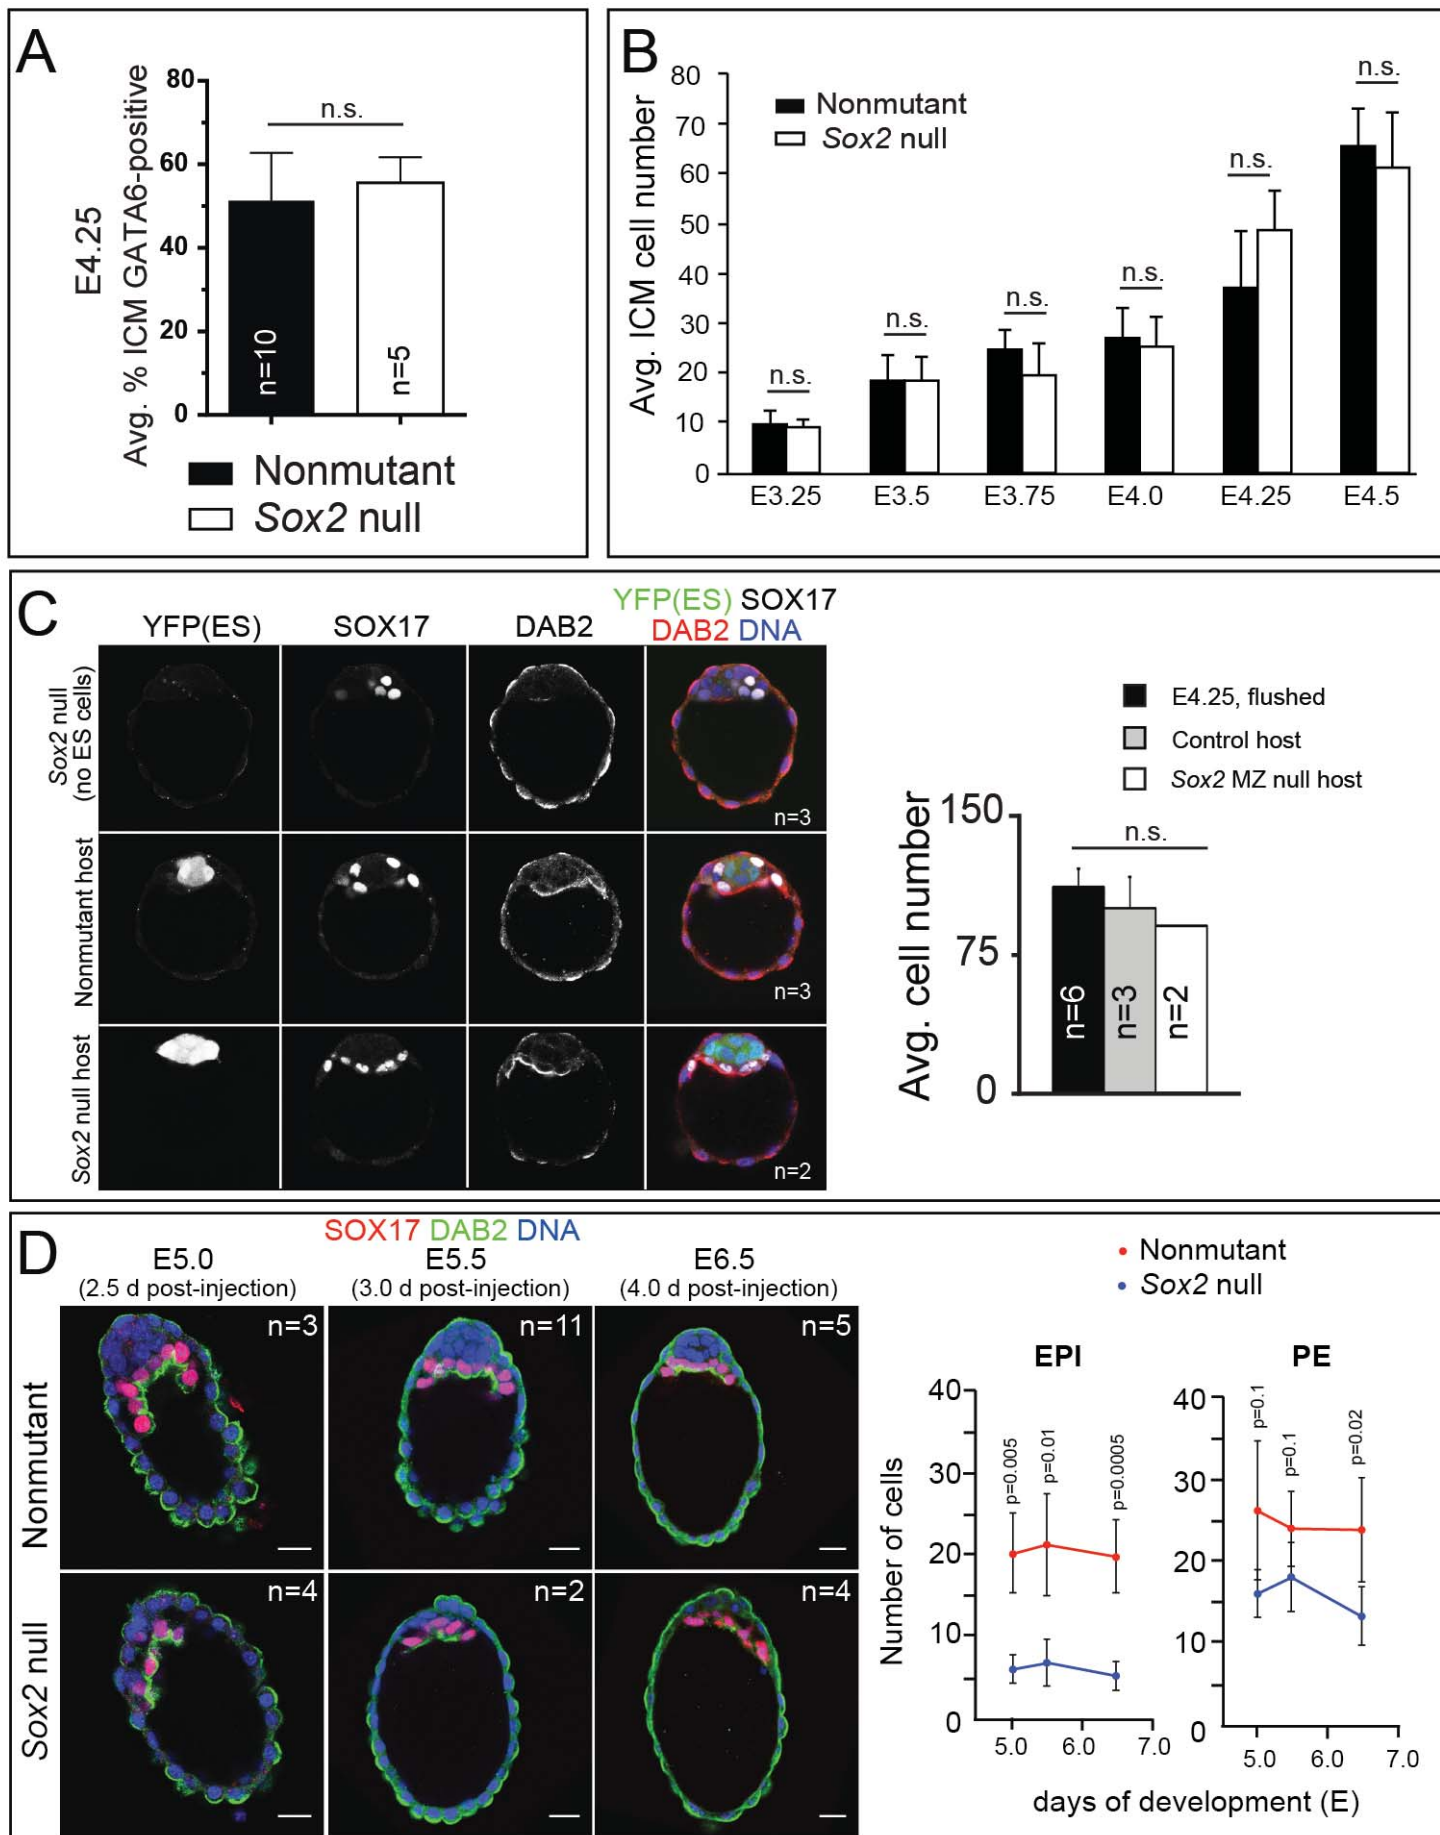 A
E4.25
Avg. % ICM GATA6-positive
80
60
40
20
0
n.s.
n=10
n=5
Nonmutant
Sox2 null
B
Avg. ICM cell number
80
70
60
50
40
30
20
10
0
Nonmutant
Sox2 null
n.s.
n.s.
n.s.
n.s.
n.s.
n.s.
E3.25 E3.5 E3.75 E4.0 E4.25 E4.5
C
YFP(ES) SOX17 DAB2
YFP(ES) SOX17
DAB2 DNA
Sox2 null
(no ES cells)
n=3
Nonmutant host
n=3
Sox2 null host
n=2
E4.25, flushed
Control host
Sox2 MZ null host
Avg. cell number
150
75
0
n.s.
n=6
n=3
n=2
D
SOX17 DAB2 DNA
E5.0 E5.5 E6.5
(2.5 d post-injection) (3.0 d post-injection) (4.0 d post-injection)
Nonmutant
n=3 n=11 n=5
Sox2 null
n=4 n=2 n=4
Nonmutant
Sox2 null
EPI
Number of cells
40
30
20
10
0
p=0.005
p=0.01
p=0.0005
5.0 6.0 7.0
PE
40
30
20
10
0
p=0.1
p=0.1
p=0.02
5.0 6.0 7.0
days of development (E)